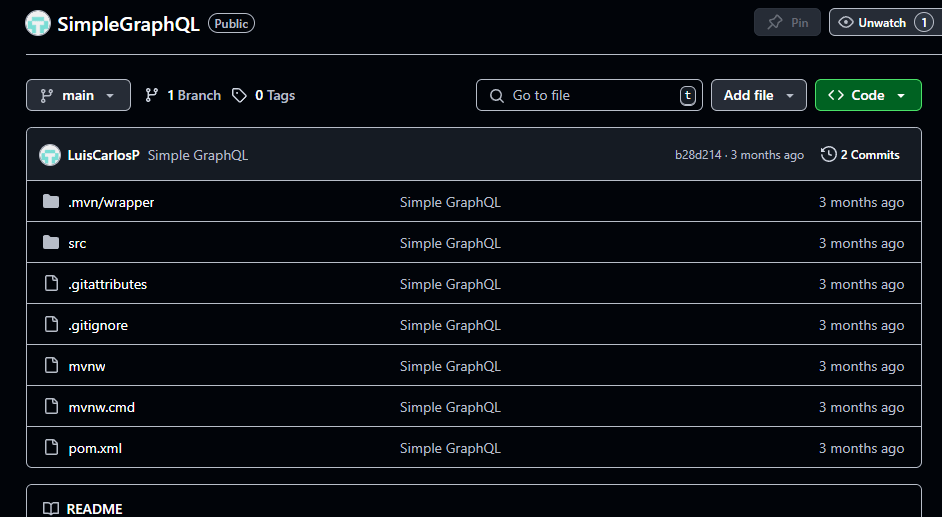 SimpleGraphQL Public Pin Unwatch 1
main 1 Branch 0 Tags Go to file t Add file Code
LuisCarlosP Simple GraphQL b28d214 · 3 months ago 2 Commits
.mvn/wrapper Simple GraphQL 3 months ago
src Simple GraphQL 3 months ago
.gitattributes Simple GraphQL 3 months ago
.gitignore Simple GraphQL 3 months ago
mvnw Simple GraphQL 3 months ago
mvnw.cmd Simple GraphQL 3 months ago
pom.xml Simple GraphQL 3 months ago
README